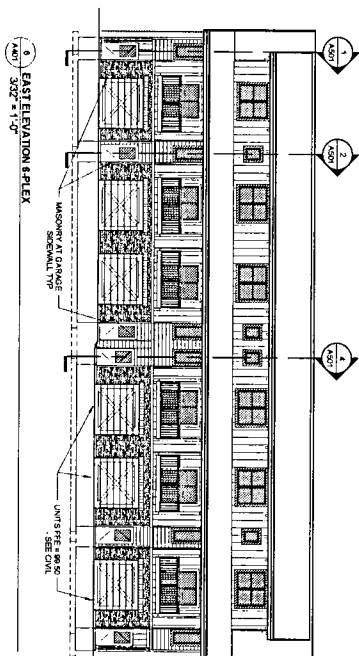 1
A501
2
A501
4
A501
MASONRY AT GARAGE
SIDEWALL TYP
UNITS FFE = 99.50
SEE CIVIL
6
A401
EAST ELEVATION 6-PLEX
3/32" = 1'-0"